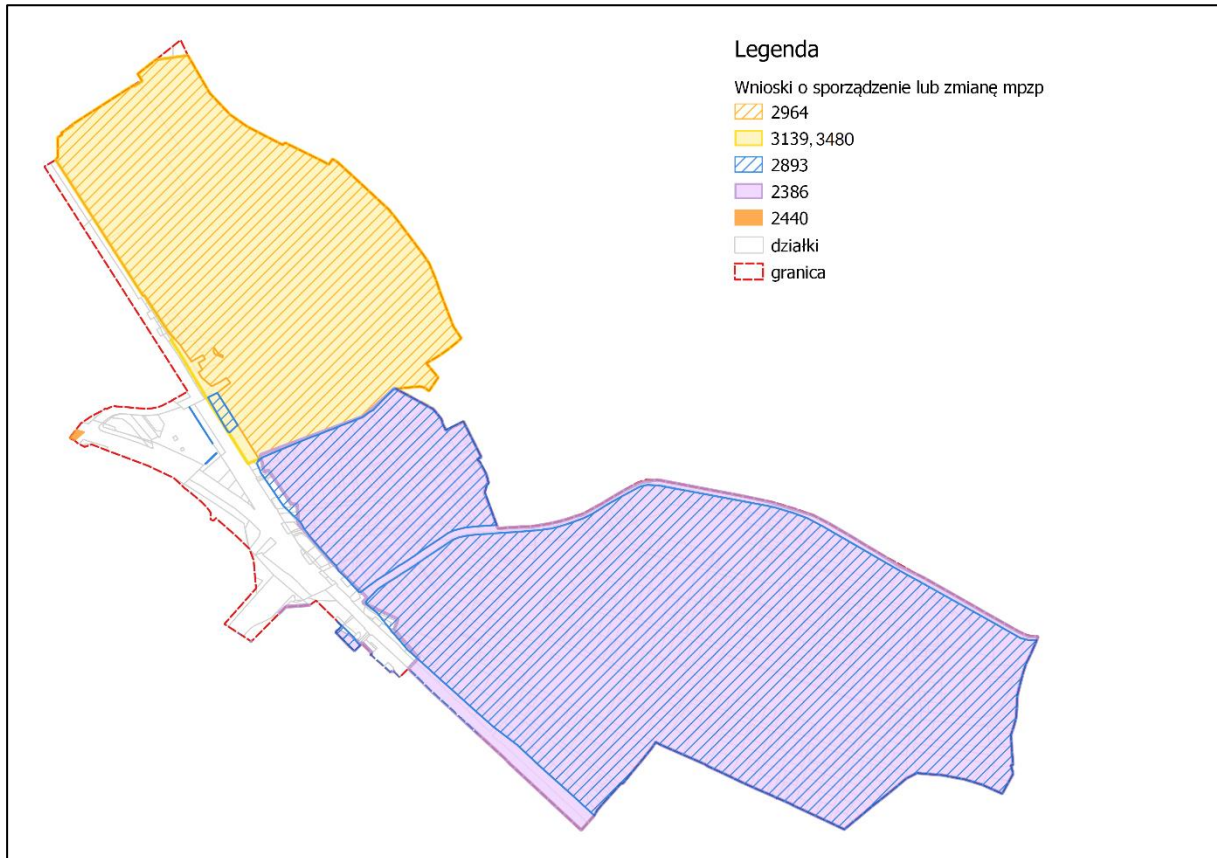 Legenda
Wnioski o sporządzenie lub zmianę mpzp
2964
3139, 3480
2893
2386
2440
działki
granica